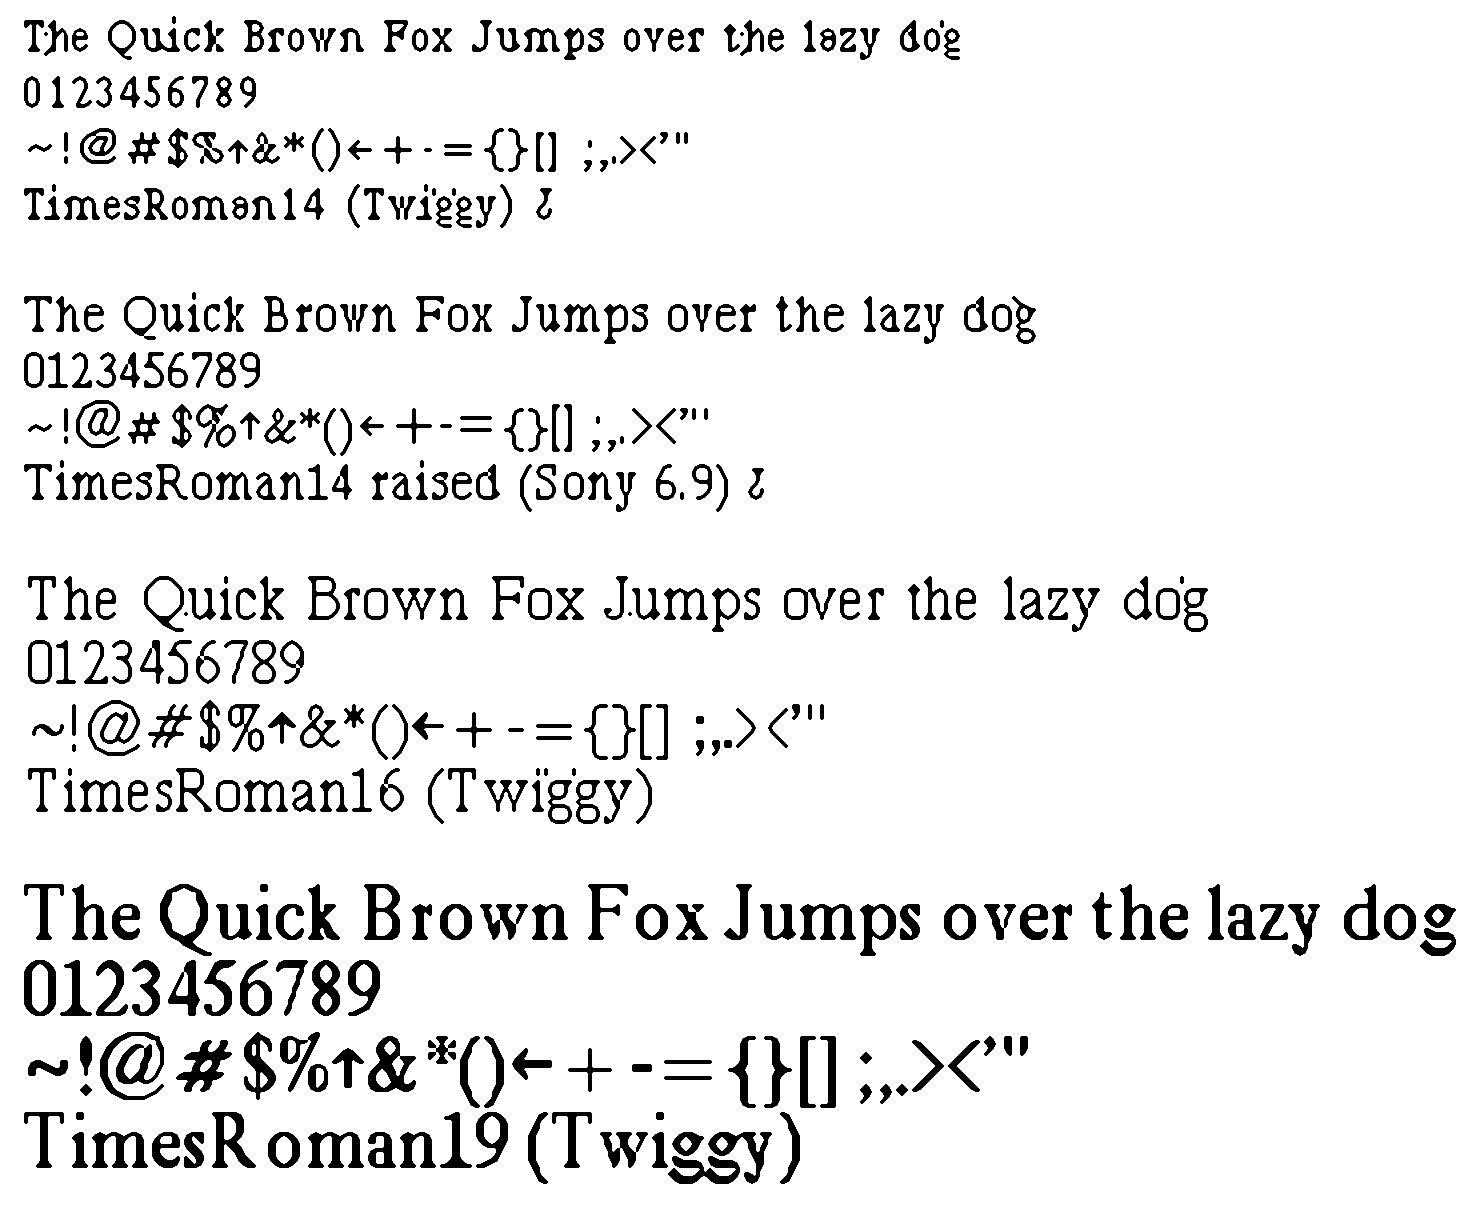 The Quick Brown Fox Jumps over the lazy dog
0123456789
~!@#$%↑&*()←+-={}[] ;,.><'"
TimesRoman14 (Twiggy) ¿
The Quick Brown Fox Jumps over the lazy dog
0123456789
~!@#$%↑&*()←+-={}[] ;,.><'"
TimesRoman14 raised (Sony 6.9) ¿
The Quick Brown Fox Jumps over the lazy dog
0123456789
~!@#$%↑&*()←+-={}[] ;,.><'"
TimesRoman16 (Twiggy)
The Quick Brown Fox Jumps over the lazy dog
0123456789
~!@#$%↑&*()←+-={}[] ;,.><'"
TimesRoman19 (Twiggy)